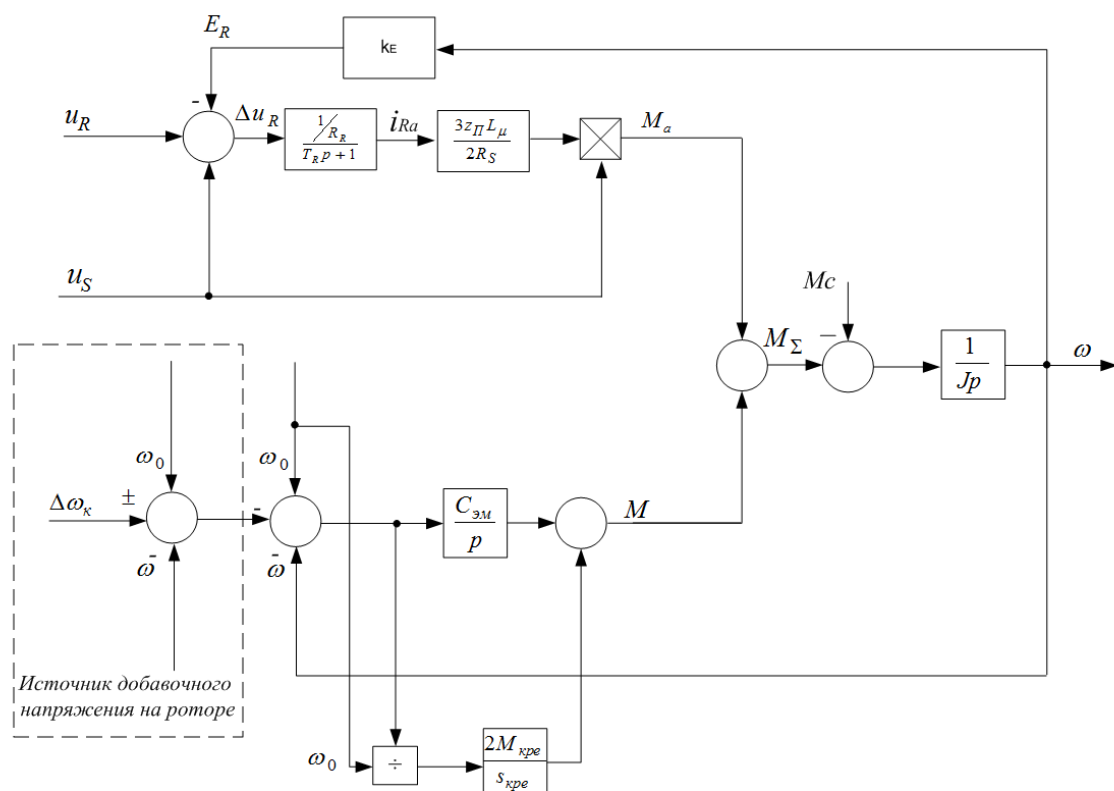 E_R
k_E
-
u_R
Δu_R
1/R_R
T_R p + 1
i_Ra
3z_П L_μ
2R_S
M_a
u_S
Mc
−
M_Σ
1
Jp
ω
ω_0
ω_0
Δω_к
±
-
-
ω
-
ω
C_эм
p
M
Источник добавочного
напряжения на роторе
ω_0
÷
2M_кре
s_кре